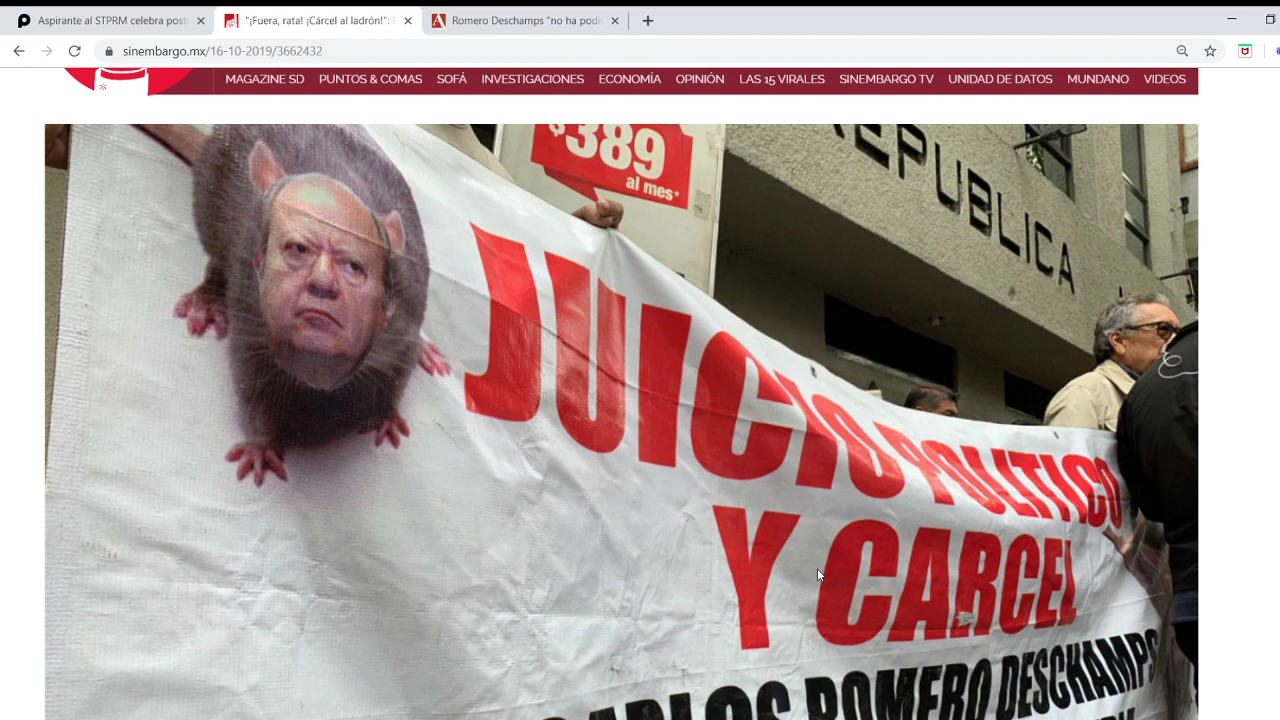 Aspirante al STPRM celebra post
"¡Fuera, rata! ¡Cárcel al ladrón!":
Romero Deschamps "no ha podi
sinembargo.mx/16-10-2019/3662432
MAGAZINE SD PUNTOS & COMAS SOFÁ INVESTIGACIONES ECONOMÍA OPINIÓN LAS 15 VIRALES SINEMBARGO TV UNIDAD DE DATOS MUNDANO VIDEOS
$389
al mes*
REPUBLICA
JUICIO POLITICO
Y CARCEL
CARLOS ROMERO DESCHAMPS